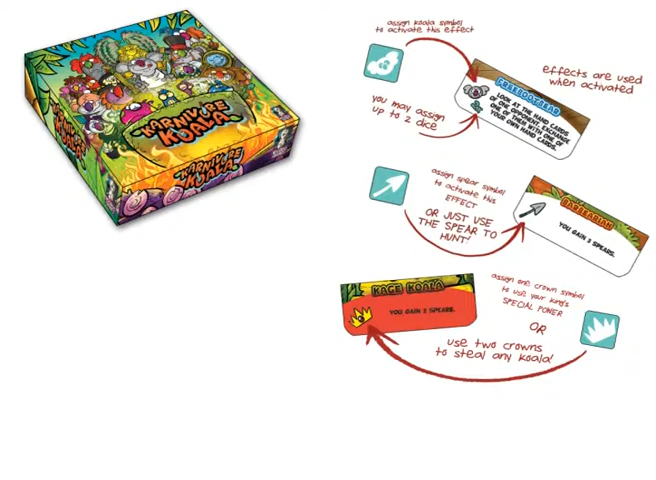 KARNIVORE
KOALA
KARNIVORE
KOALA
assign koala symbol
to activate this effect
effects are used
when activated
LOOK AT THE HAND CARDS
OF ONE OPPONENT. EXCHANGE
ONE OF THEM WITH ONE OF
YOUR OWN HAND CARDS.
you may assign
up to 2 dice
assign spear symbol
to activate this
EFFECT
OR JUST USE
THE SPEAR TO
HUNT!
BARBEARIAN
YOU GAIN 3 SPEARS.
KAGE KOALA
YOU GAIN 2 SPEARS.
assign one crown symbol
to use your king's
SPECIAL POWER
OR
use two crowns
to steal any koala!